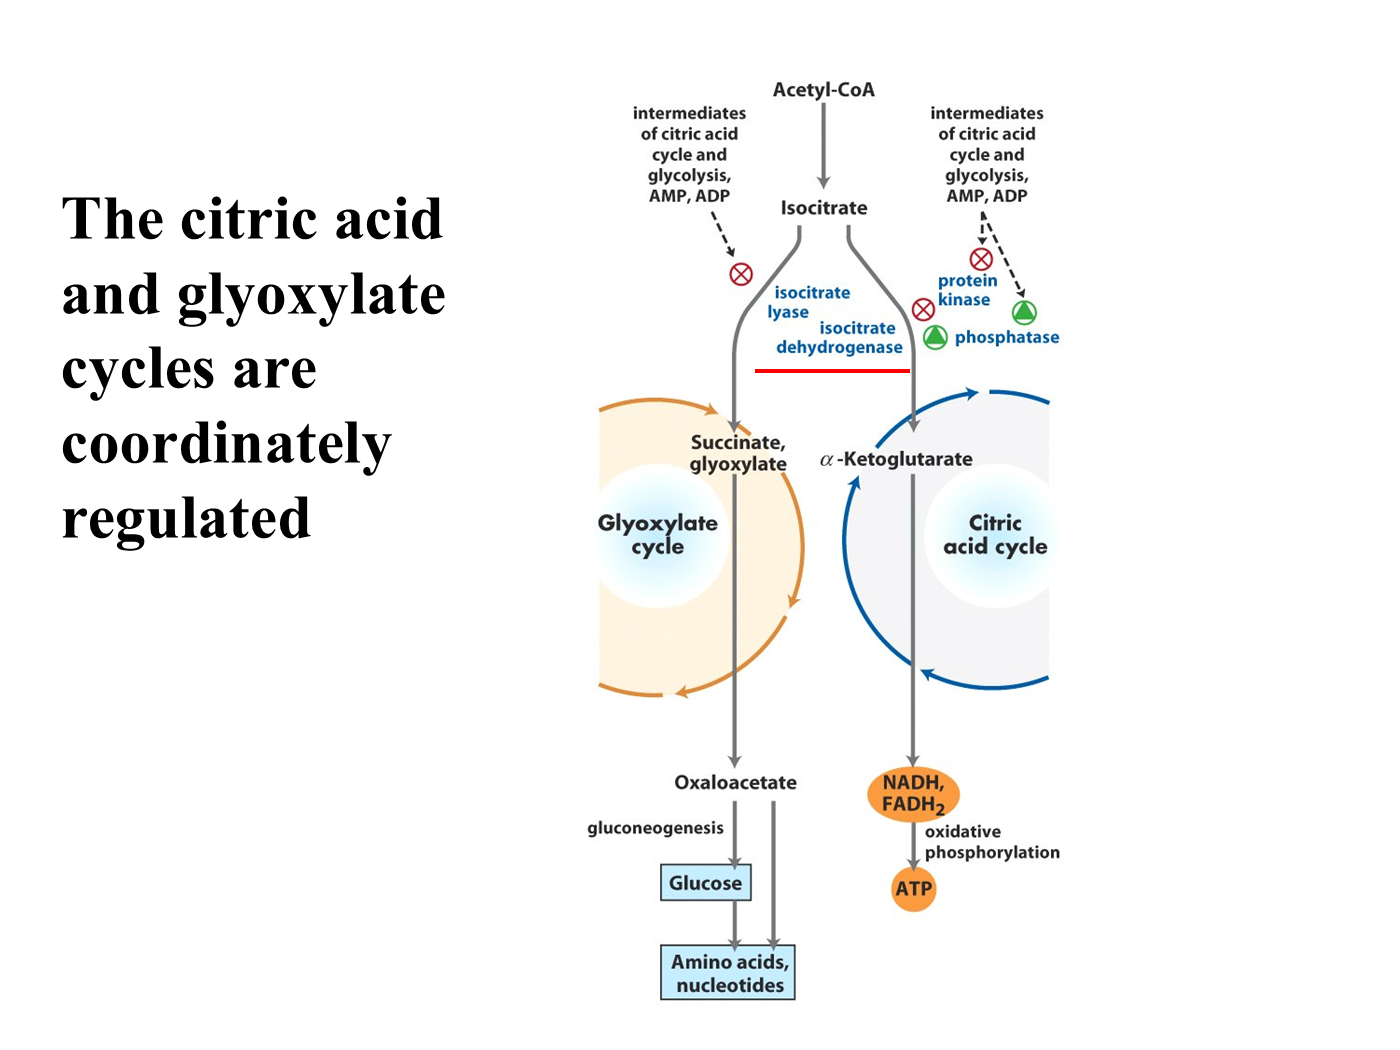 The citric acid
and glyoxylate
cycles are
coordinately
regulated
Acetyl-CoA
intermediates
of citric acid
cycle and
glycolysis,
AMP, ADP
intermediates
of citric acid
cycle and
glycolysis,
AMP, ADP
Isocitrate
isocitrate
lyase
isocitrate
dehydrogenase
protein
kinase
phosphatase
Succinate,
glyoxylate
α-Ketoglutarate
Glyoxylate
cycle
Citric
acid cycle
Oxaloacetate
NADH,
FADH₂
gluconeogenesis
oxidative
phosphorylation
Glucose
ATP
Amino acids,
nucleotides